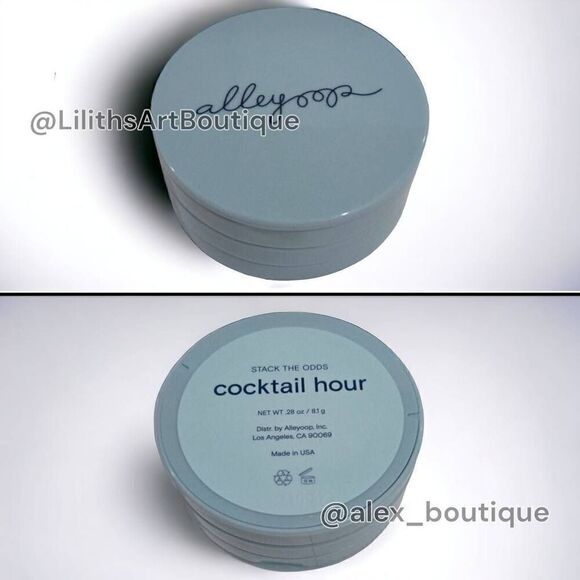 alleyoop
@LilithsArtBoutique
STACK THE ODDS
cocktail hour
NET WT .28 oz / 8.1 g
Distr. by Alleyoop, Inc.
Los Angeles, CA 90069
Made in USA
@alex_boutique